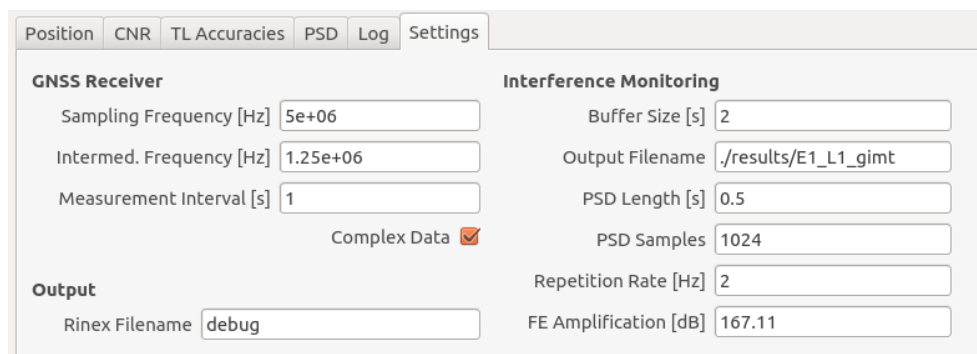 Position CNR TL Accuracies PSD Log Settings
GNSS Receiver
Sampling Frequency [Hz] 5e+06
Intermed. Frequency [Hz] 1.25e+06
Measurement Interval [s] 1
Complex Data
Output
Rinex Filename debug
Interference Monitoring
Buffer Size [s] 2
Output Filename ./results/E1_L1_gimt
PSD Length [s] 0.5
PSD Samples 1024
Repetition Rate [Hz] 2
FE Amplification [dB] 167.11